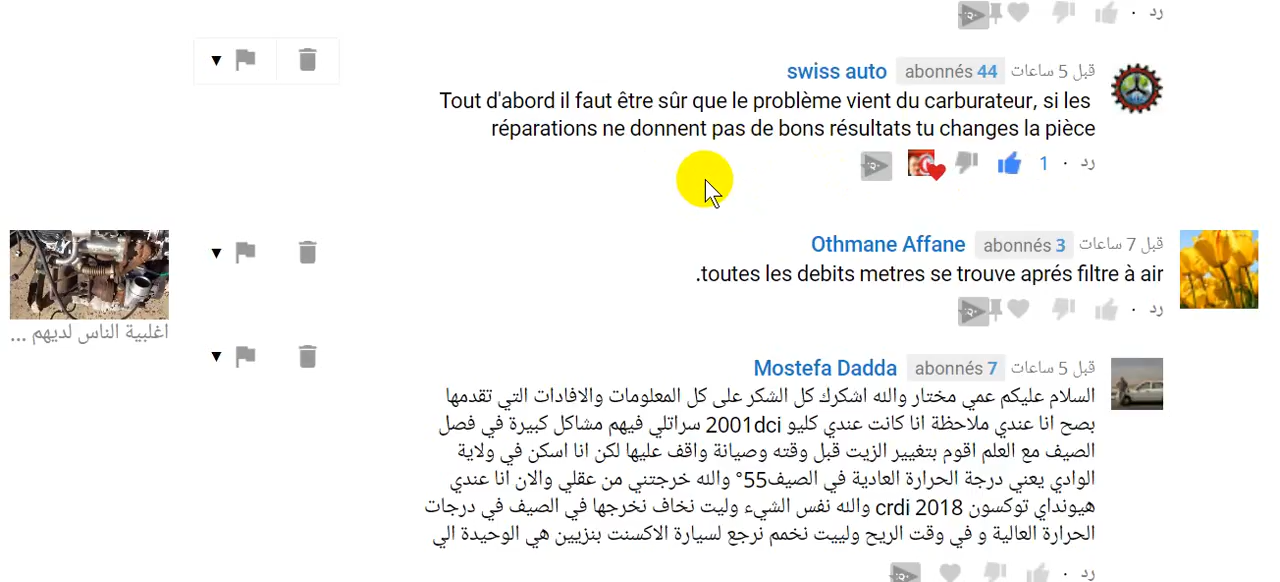 رد ·
swiss auto abonnés 44 قبل 5 ساعات
Tout d'abord il faut être sûr que le problème vient du carburateur, si les
réparations ne donnent pas de bons résultats tu changes la pièce
رد · 1
Othmane Affane abonnés 3 قبل 7 ساعات
toutes les debits metres se trouve aprés filtre à air.
رد ·
اغلبية الناس لديهم ...
Mostefa Dadda abonnés 7 قبل 5 ساعات
السلام عليكم عمي مختار والله اشكرك كل الشكر على كل المعلومات والافادات التي تقدمها
بصح انا عندي ملاحظة انا كانت عندي كليو 2001dci سراتلي فيهم مشاكل كبيرة في فصل
الصيف مع العلم اقوم بتغيير الزيت قبل وقته وصيانة واقف عليها لكن انا اسكن في ولاية
الوادي يعني درجة الحرارة العادية في الصيف55° والله خرجتني من عقلي والان انا عندي
هيونداي توكسون 2018 crdi والله نفس الشيء وليت نخاف نخرجها في الصيف في درجات
الحرارة العالية و في وقت الريح ولييت نخمم نرجع لسيارة الاكسنت بنزيين هي الوحيدة الي
رد ·